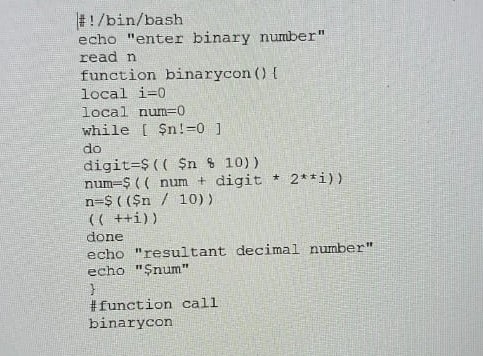 #!/bin/bash
echo "enter binary number"
read n
function binarycon(){
local i=0
local num=0
while [ $n!=0 ]
do
digit=$(( $n % 10))
num=$(( num + digit * 2**i))
n=$(($n / 10))
(( ++i))
done
echo "resultant decimal number"
echo "$num"
}
#function call
binarycon